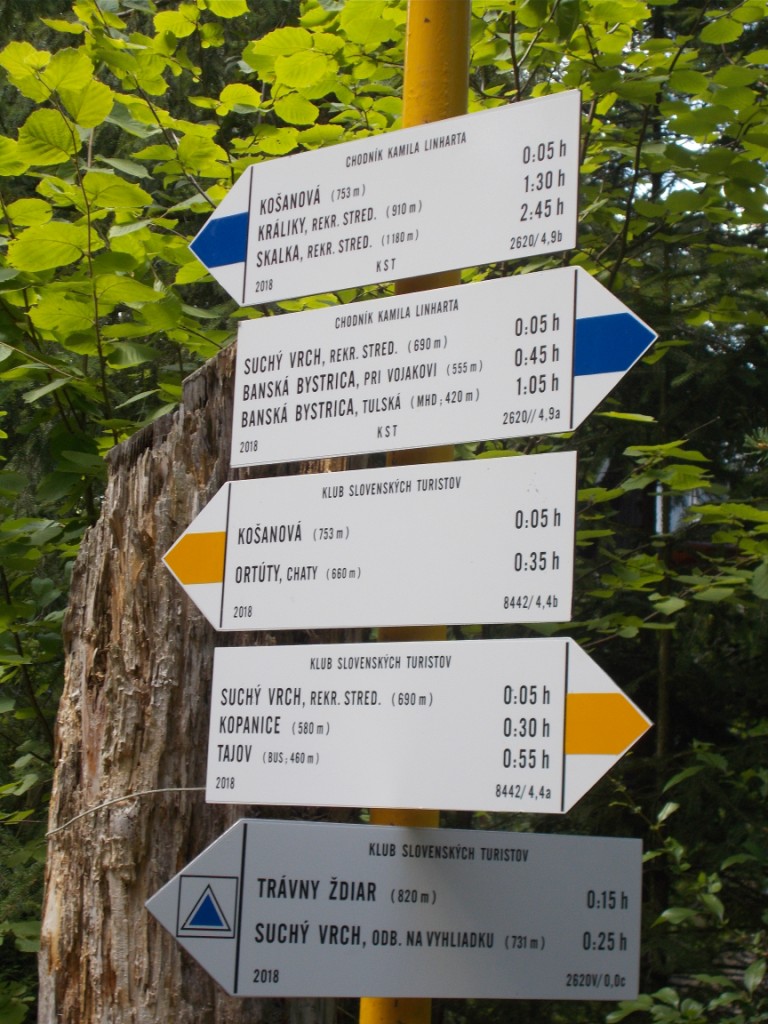 CHODNÍK KAMILA LINHARTA
KOŠANOVÁ (753 m) 0:05 h
KRÁLIKY, REKR. STRED. (910 m) 1:30 h
SKALKA, REKR. STRED. (1180 m) 2:45 h
2018 KST 2620/4,9b
CHODNÍK KAMILA LINHARTA
SUCHÝ VRCH, REKR. STRED. (690 m) 0:05 h
BANSKÁ BYSTRICA, PRI VOJAKOVI (555 m) 0:45 h
BANSKÁ BYSTRICA, TULSKÁ (MHD; 420 m) 1:05 h
2018 KST 2620//4,9a
KLUB SLOVENSKÝCH TURISTOV
KOŠANOVÁ (753 m) 0:05 h
ORTÚTY, CHATY (660 m) 0:35 h
2018 8442/4,4b
KLUB SLOVENSKÝCH TURISTOV
SUCHÝ VRCH, REKR. STRED. (690 m) 0:05 h
KOPANICE (580 m) 0:30 h
TAJOV (BUS; 460 m) 0:55 h
2018 8442/4,4a
KLUB SLOVENSKÝCH TURISTOV
TRÁVNY ŽDIAR (820 m) 0:15 h
SUCHÝ VRCH, ODB. NA VYHLIADKU (731 m) 0:25 h
2018 2620V/0,0c